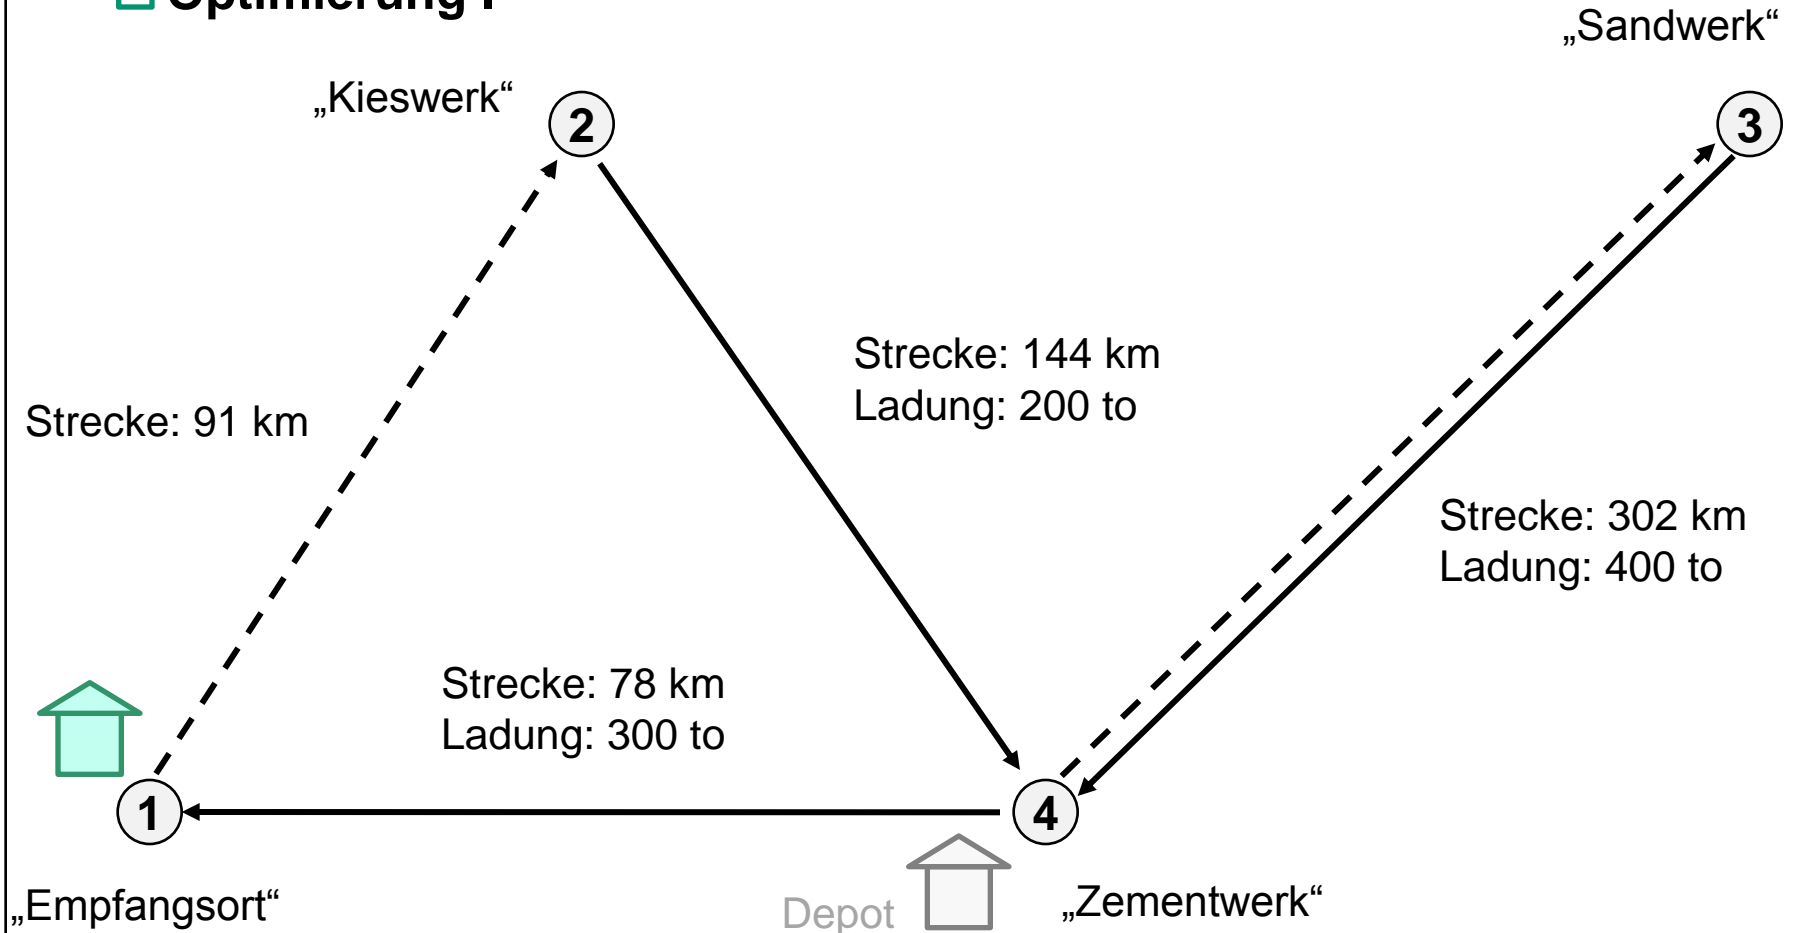 Optimierung I
„Sandwerk“
„Kieswerk“
2
3
Strecke: 144 km
Ladung: 200 to
Strecke: 91 km
Strecke: 302 km
Ladung: 400 to
Strecke: 78 km
Ladung: 300 to
1
4
„Empfangsort“
Depot
„Zementwerk“